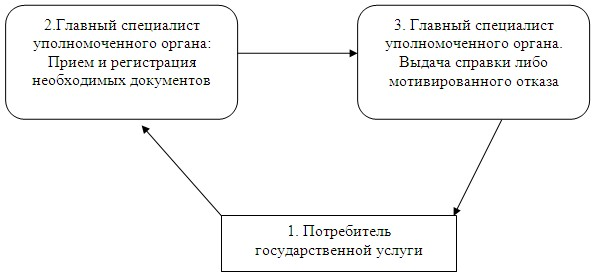 2.Главный специалист
уполномоченного органа:
Прием и регистрация
необходимых документов
3. Главный специалист
уполномоченного органа.
Выдача справки либо
мотивированного отказа
1. Потребитель
государственной услуги